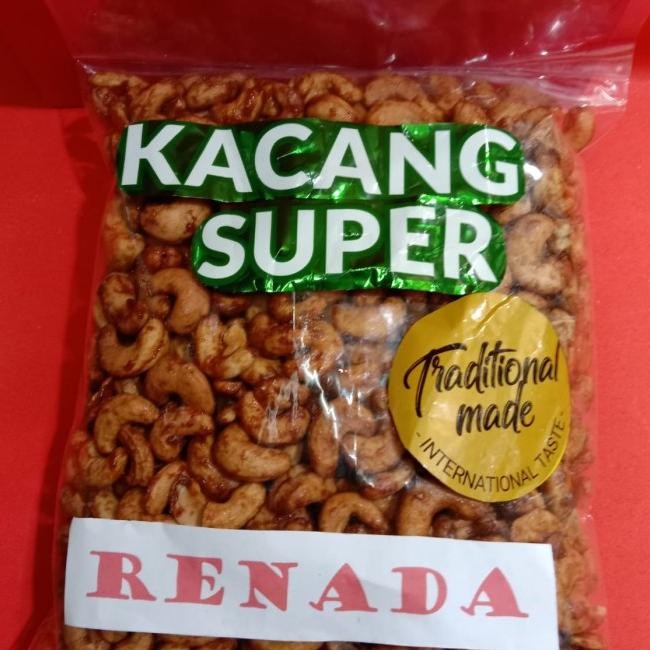 KACANG
SUPER
Traditional
made
- INTERNATIONAL TASTE -
RENADA